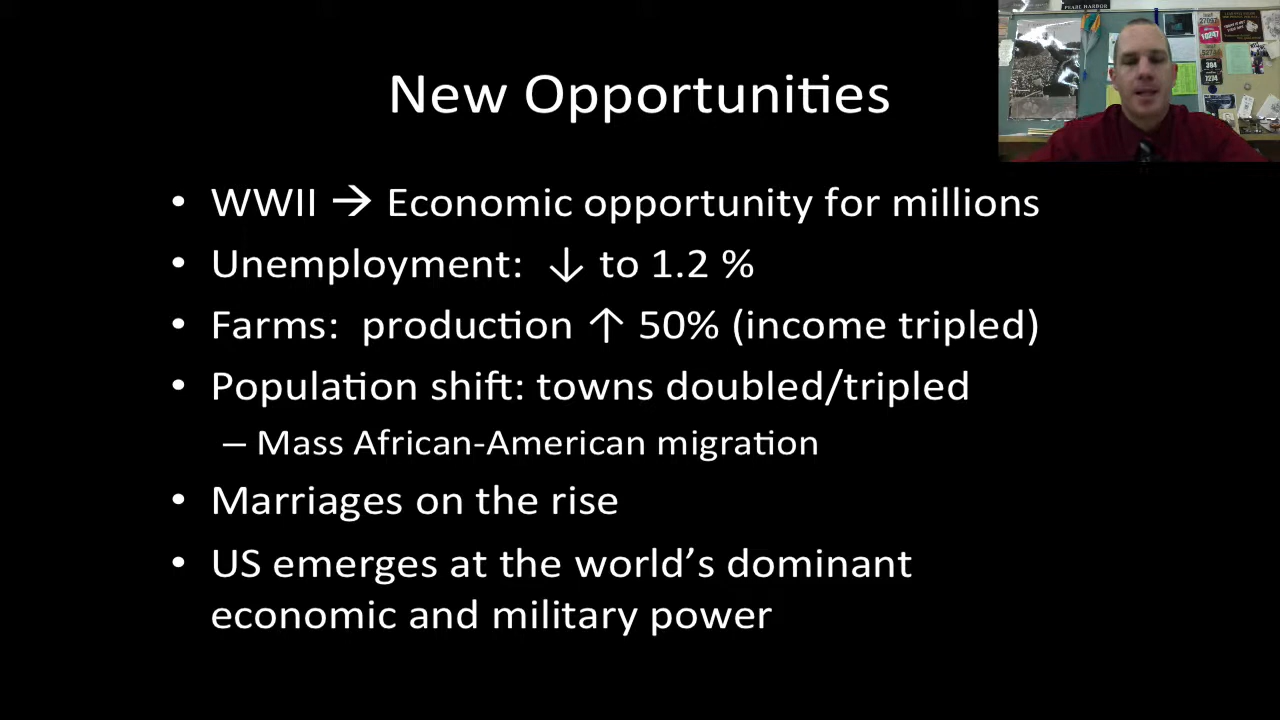 New Opportunities
• WWII → Economic opportunity for millions
• Unemployment: ↓ to 1.2 %
• Farms: production ↑ 50% (income tripled)
• Population shift: towns doubled/tripled
– Mass African-American migration
• Marriages on the rise
• US emerges at the world’s dominant
economic and military power
PEARL HARBOR